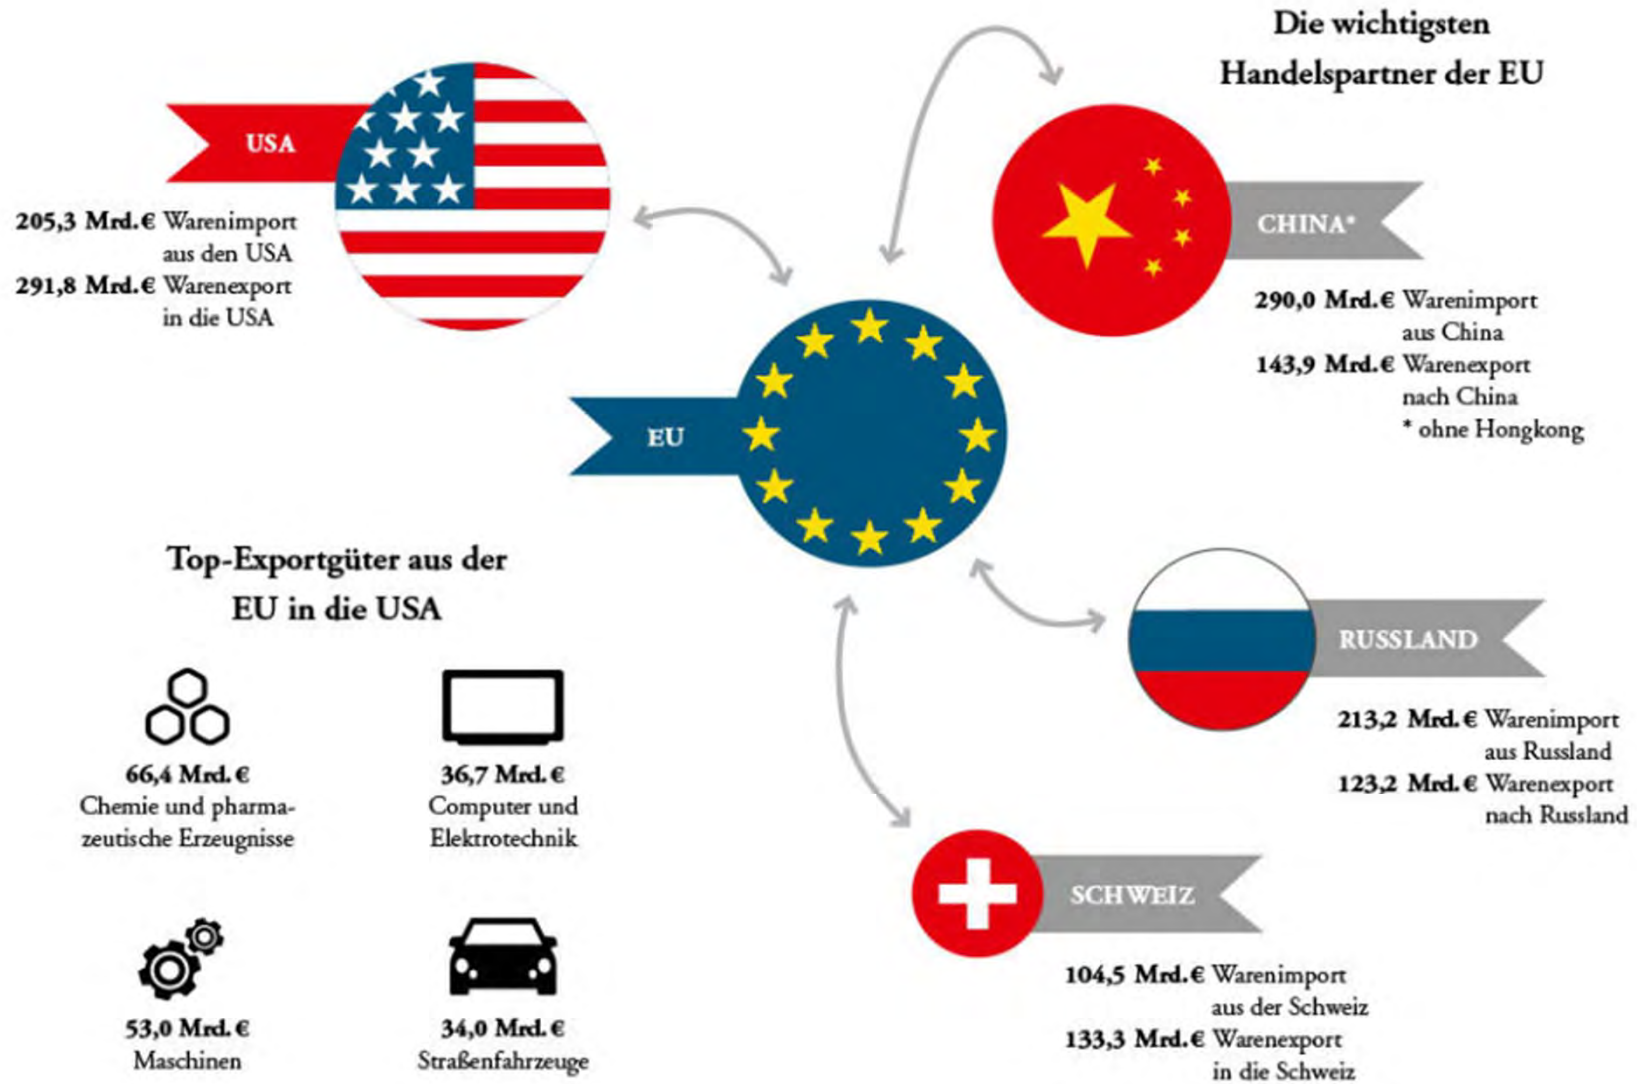 Die wichtigsten
Handelspartner der EU
USA
205,3 Mrd.€ Warenimport
aus den USA
291,8 Mrd.€ Warenexport
in die USA
CHINA*
290,0 Mrd.€ Warenimport
aus China
143,9 Mrd.€ Warenexport
nach China
* ohne Hongkong
EU
Top-Exportgüter aus der
EU in die USA
66,4 Mrd.€
Chemie und pharma-
zeutische Erzeugnisse
36,7 Mrd.€
Computer und
Elektrotechnik
53,0 Mrd.€
Maschinen
34,0 Mrd.€
Straßenfahrzeuge
RUSSLAND
213,2 Mrd.€ Warenimport
aus Russland
123,2 Mrd.€ Warenexport
nach Russland
SCHWEIZ
104,5 Mrd.€ Warenimport
aus der Schweiz
133,3 Mrd.€ Warenexport
in die Schweiz